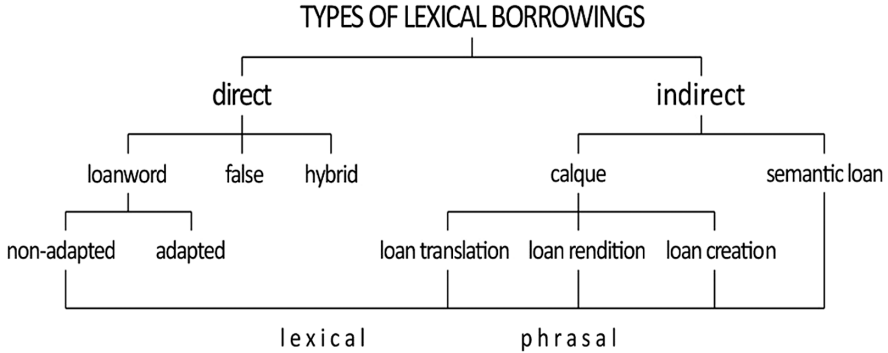 TYPES OF LEXICAL BORROWINGS
direct indirect
loanword false hybrid calque semantic loan
non-adapted adapted loan translation loan rendition loan creation
lexical phrasal